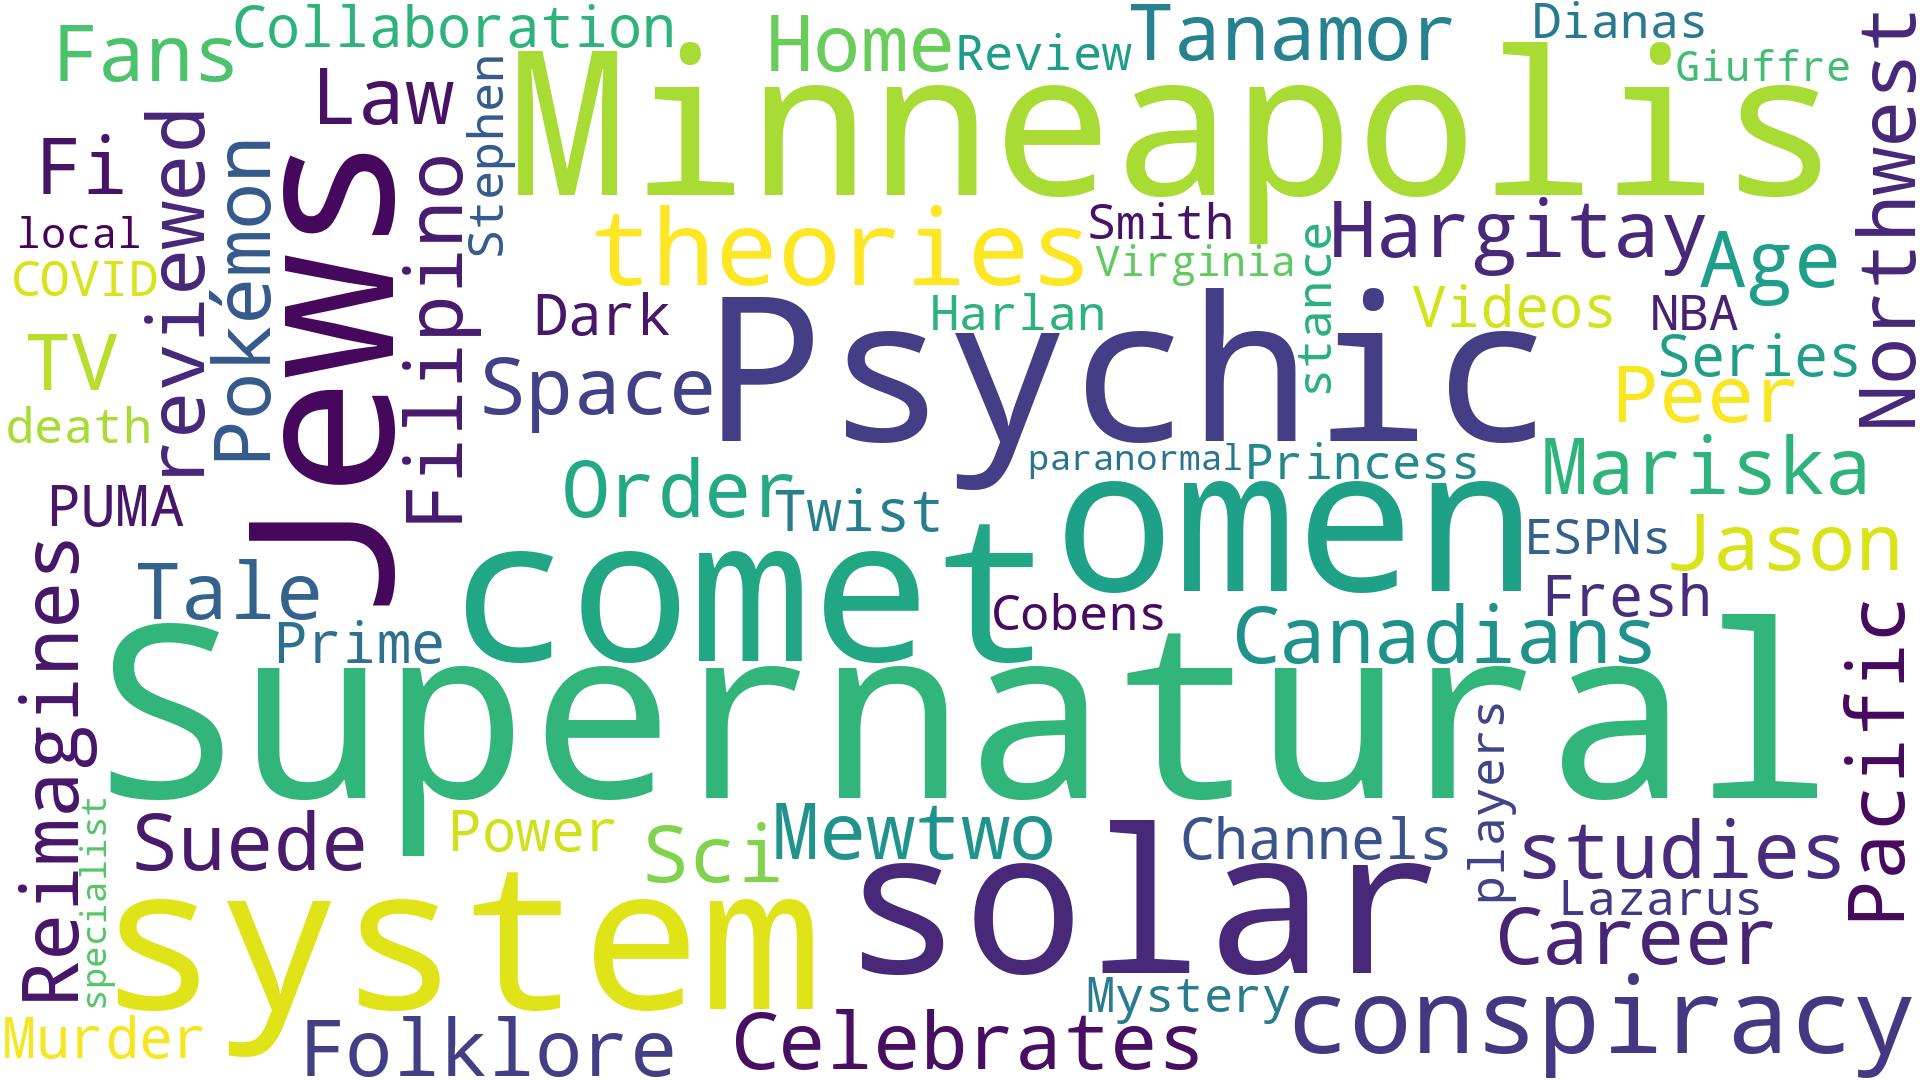 Collaboration
Fans
Home
Review
Tanamor
Dianas
Giuffre
Law
Stephen
Minneapolis
Northwest
Fi
reviewed
Pokémon
Jews
Filipino
local
COVID
theories
Smith
Virginia
stance
Hargitay
Age
TV
death
Dark
Space
Harlan
Psychic
Videos
NBA
Series
Peer
PUMA
Order
Twist
paranormal
Princess
omen
Mariska
ESPNs
Jason
Reimagines
Tale
Prime
comet
Cobens
Canadians
Fresh
Pacific
Supernatural
specialist
Suede
Power
Sci
Mewtwo
Channels
players
studies
Lazarus
Career
system
solar
Mystery
conspiracy
Murder
Folklore
Celebrates